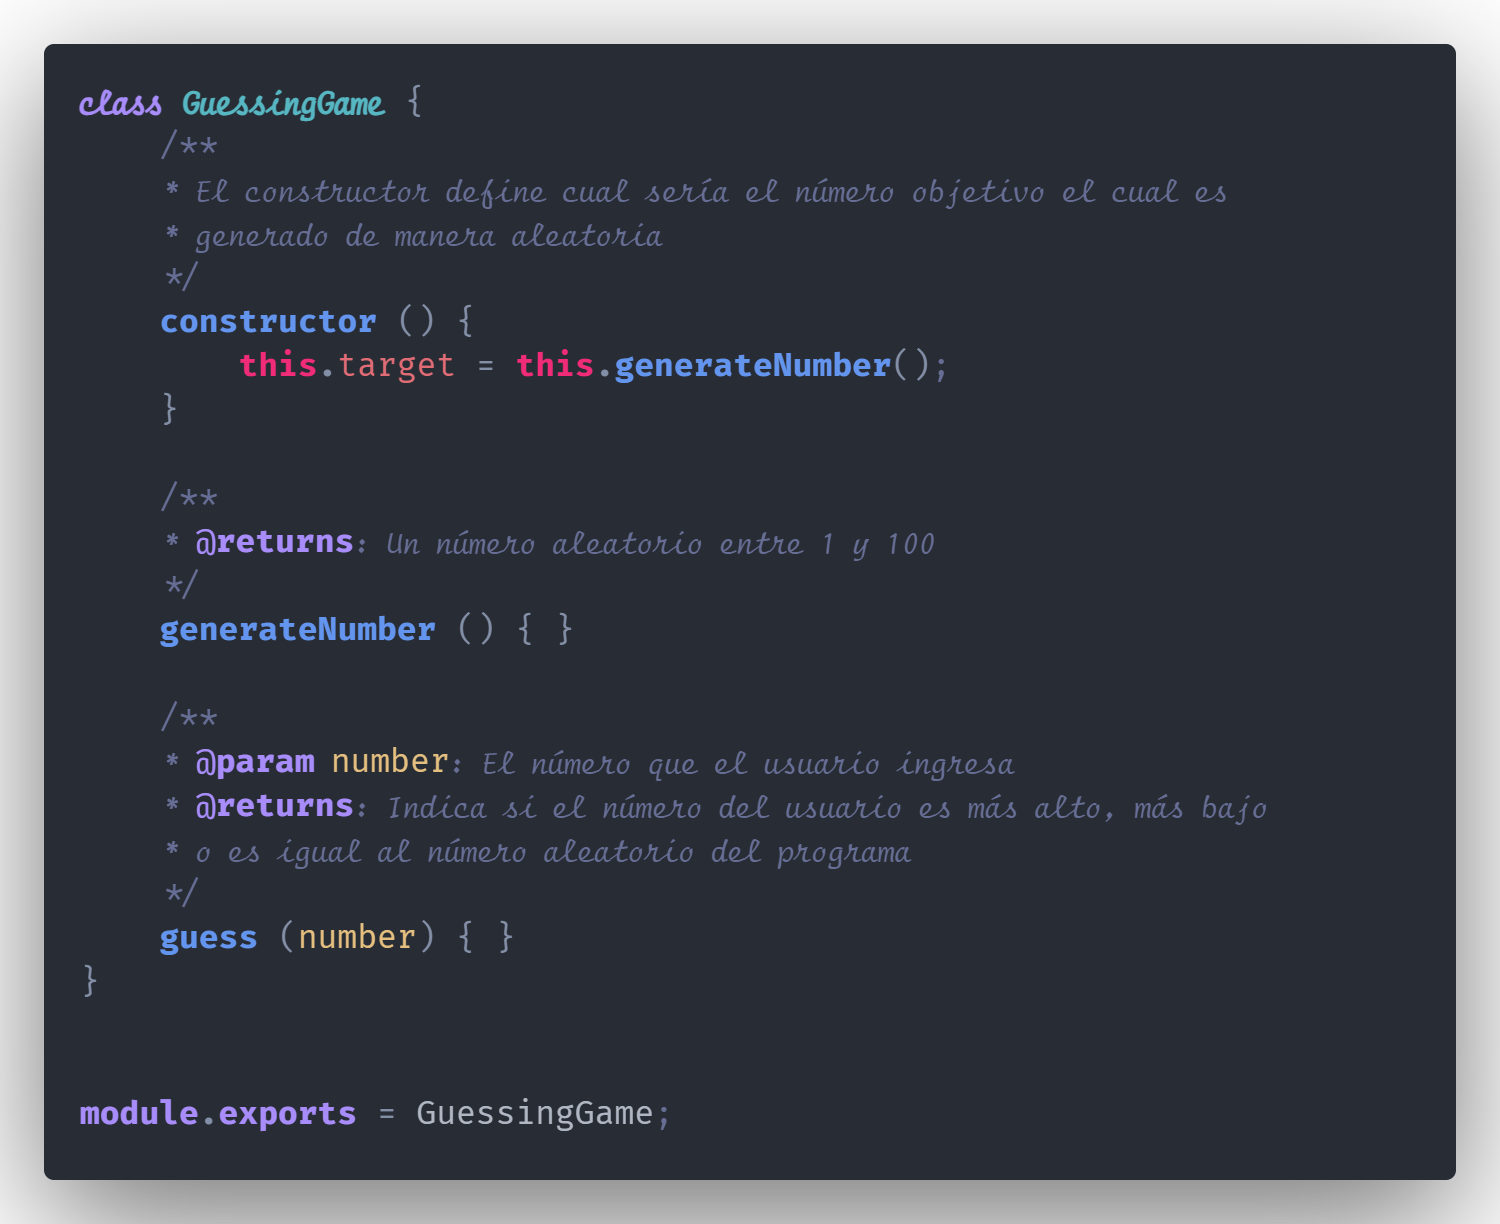 class GuessingGame {
/**
* El constructor define cual sería el número objetivo el cual es
* generado de manera aleatoria
*/
constructor () {
this.target = this.generateNumber();
}
/**
* @returns: Un número aleatorio entre 1 y 100
*/
generateNumber () { }
/**
* @param number: El número que el usuario ingresa
* @returns: Indica si el número del usuario es más alto, más bajo
* o es igual al número aleatorio del programa
*/
guess (number) { }
}
module.exports = GuessingGame;